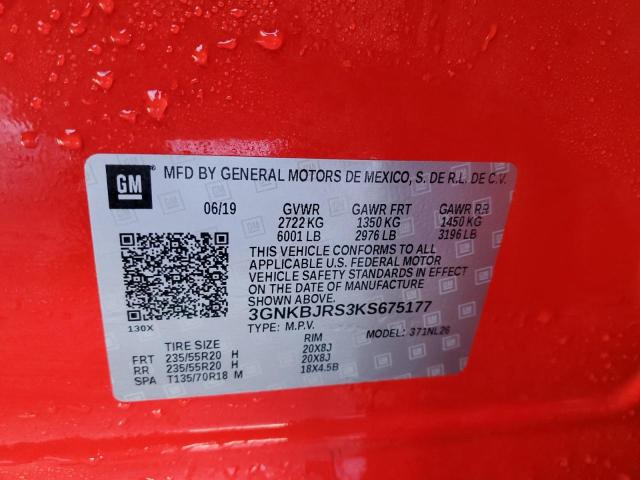 GM MFD BY GENERAL MOTORS DE MEXICO, S. DE R.L. DE C.V.
06/19 GVWR GAWR FRT GAWR RR
2722 KG 1350 KG 1450 KG
6001 LB 2976 LB 3196 LB
THIS VEHICLE CONFORMS TO ALL
APPLICABLE U.S. FEDERAL MOTOR
VEHICLE SAFETY STANDARDS IN EFFECT
ON THE DATE OF MANUFACTURE
SHOWN ABOVE.
130X
3GNKBJRS3KS675177
TYPE: M.P.V. MODEL: 371NL26
TIRE SIZE RIM
FRT 235/55R20 H 20X8J
RR 235/55R20 H 20X8J
SPA T135/70R18 M 18X4.5B